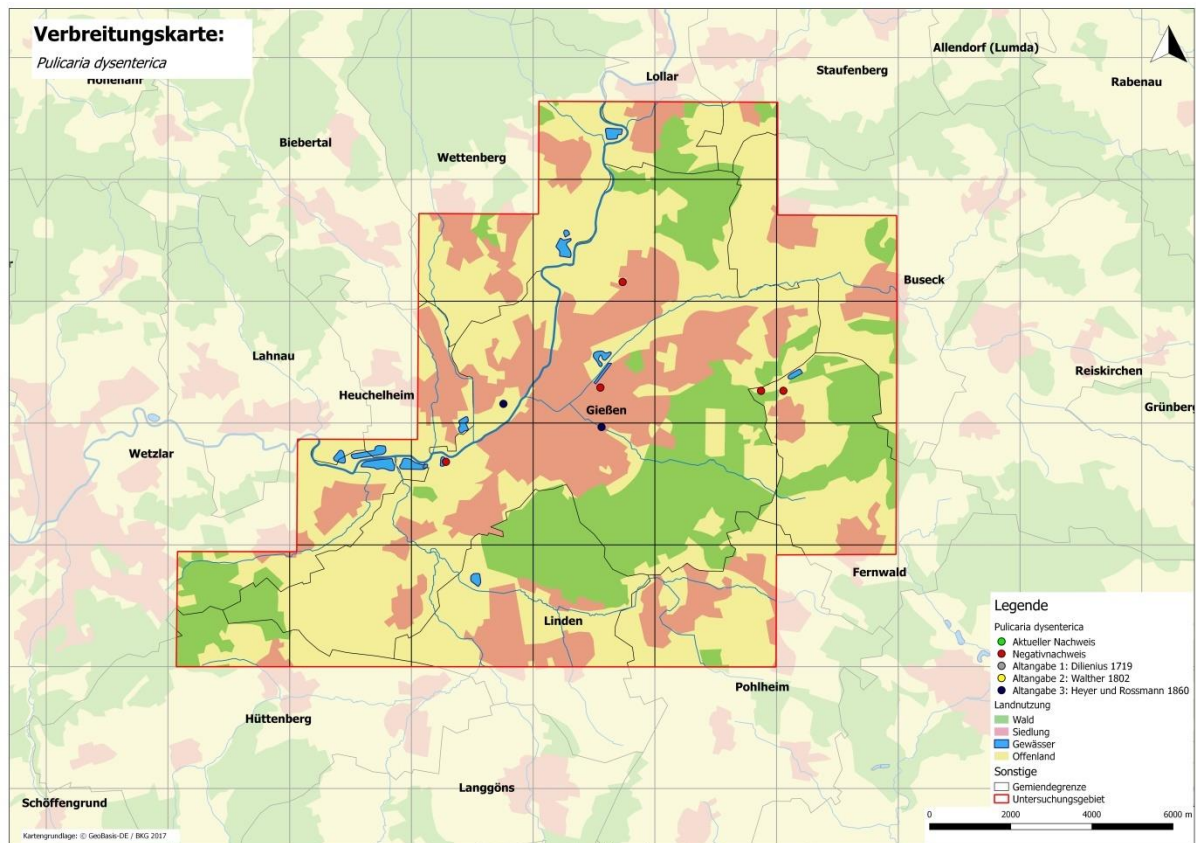 Verbreitungskarte:
Pulicaria dysenterica
Hohenahr
Lollar
Allendorf (Lumda)
Staufenberg
Rabenau
Biebertal
Wettenberg
Buseck
Lahnau
Heuchelheim
Reiskirchen
Grünberg
Gießen
Wetzlar
Fernwald
Linden
Pohlheim
Hüttenberg
Langgöns
Schöffengrund
Legende
Pulicaria dysenterica
Aktueller Nachweis
Negativnachweis
Altangabe 1: Dilienius 1719
Altangabe 2: Walther 1802
Altangabe 3: Heyer und Rossmann 1860
Landnutzung
Wald
Siedlung
Gewässer
Offenland
Sonstige
Gemiendegrenze
Untersuchungsgebiet
0 2000 4000 6000 m
Kartengrundlage: © GeoBasis-DE / BKG 2017